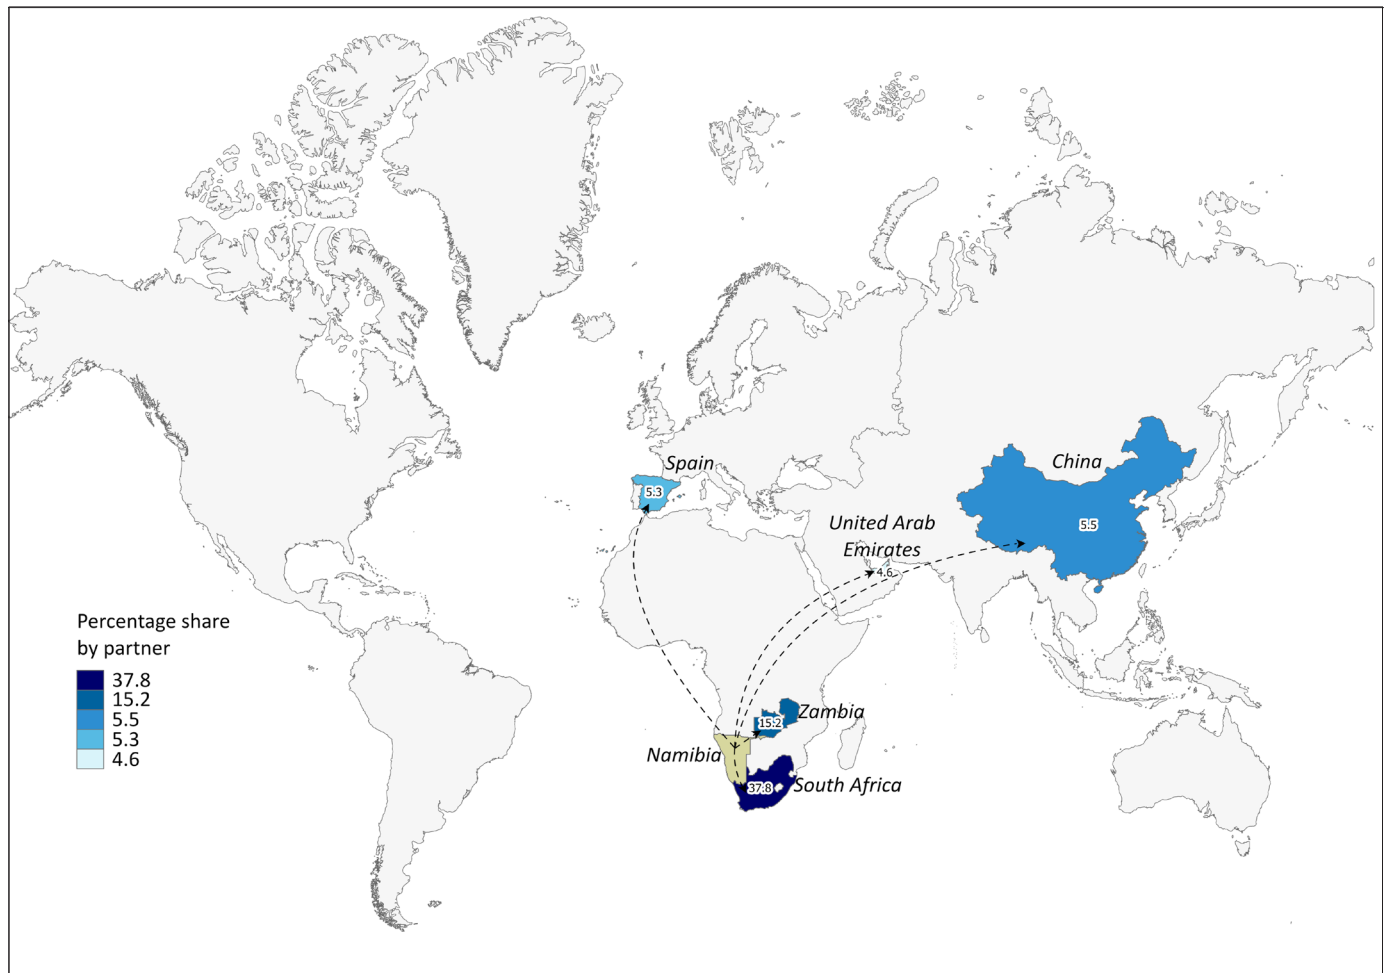 Spain
5.3
China
5.5
United Arab
Emirates
4.6
Percentage share
by partner
37.8
15.2
5.5
5.3
4.6
Zambia
15.2
Namibia
South Africa
37.8